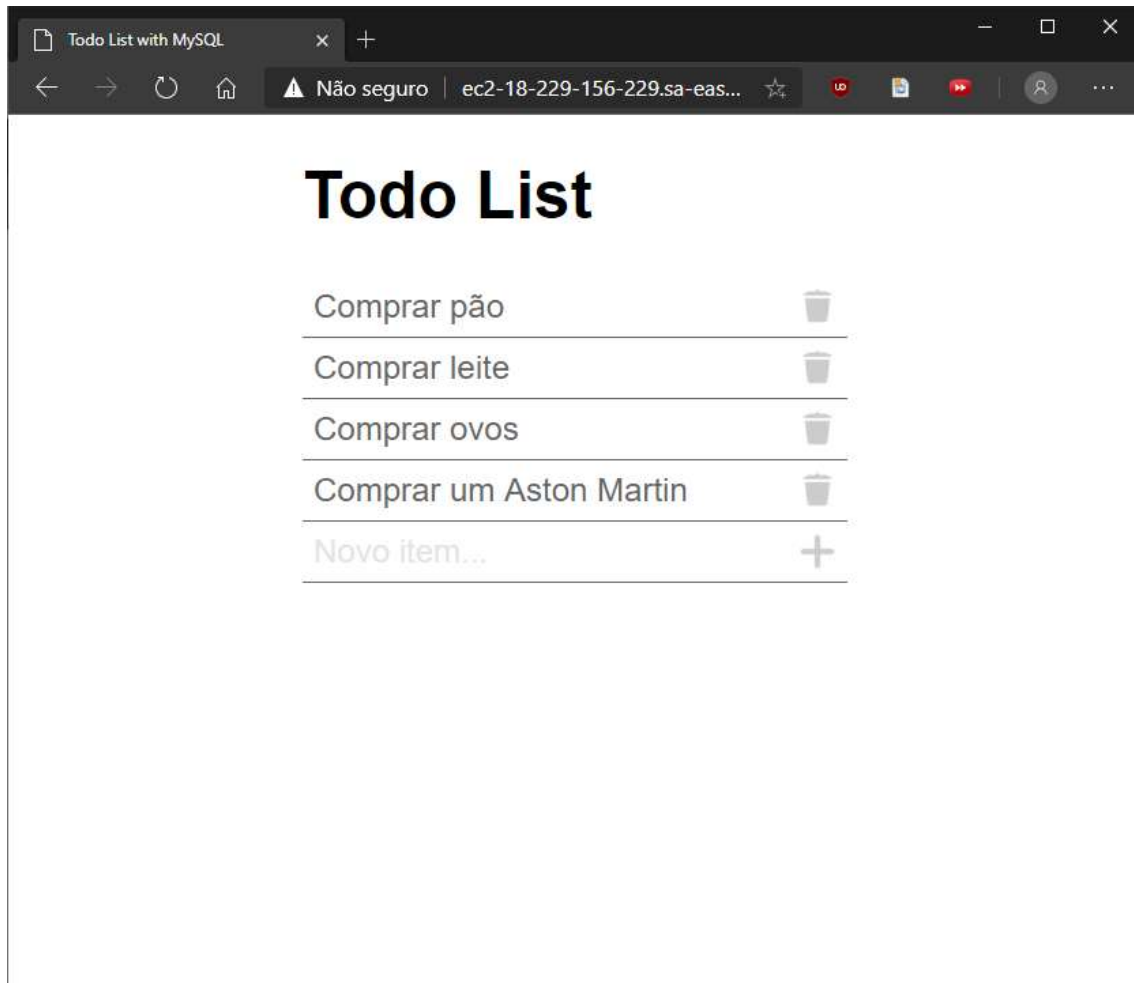 Todo List with MySQL
Não seguro ec2-18-229-156-229.sa-eas...
Todo List
Comprar pão
Comprar leite
Comprar ovos
Comprar um Aston Martin
Novo item...